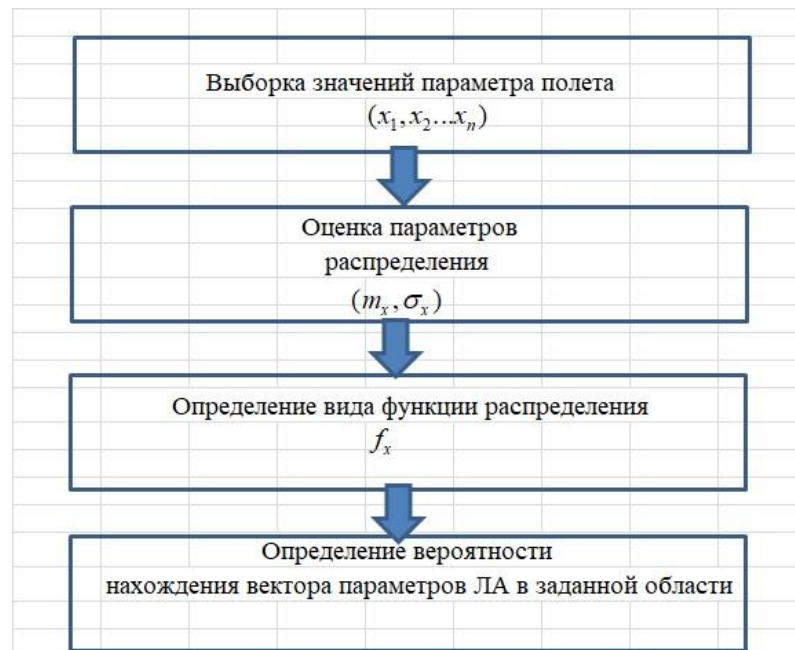 Выборка значений параметра полета
(x₁, x₂...xₙ)
Оценка параметров
распределения
(mₓ, σₓ)
Определение вида функции распределения
fₓ
Определение вероятности
нахождения вектора параметров ЛА в заданной области